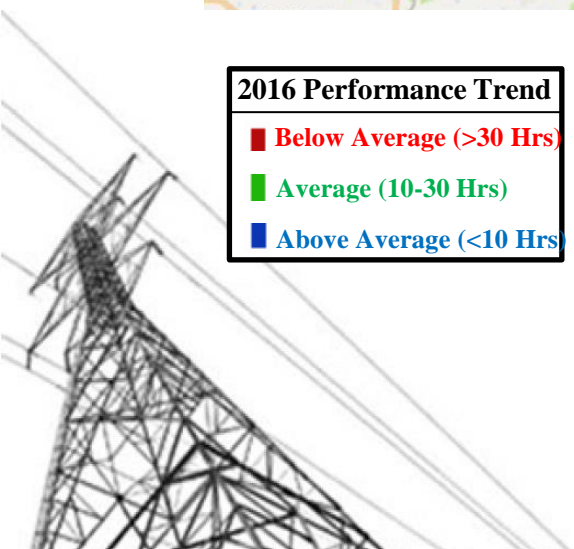 2016 Performance Trend
Below Average (>30 Hrs)
Average (10-30 Hrs)
Above Average (<10 Hrs)